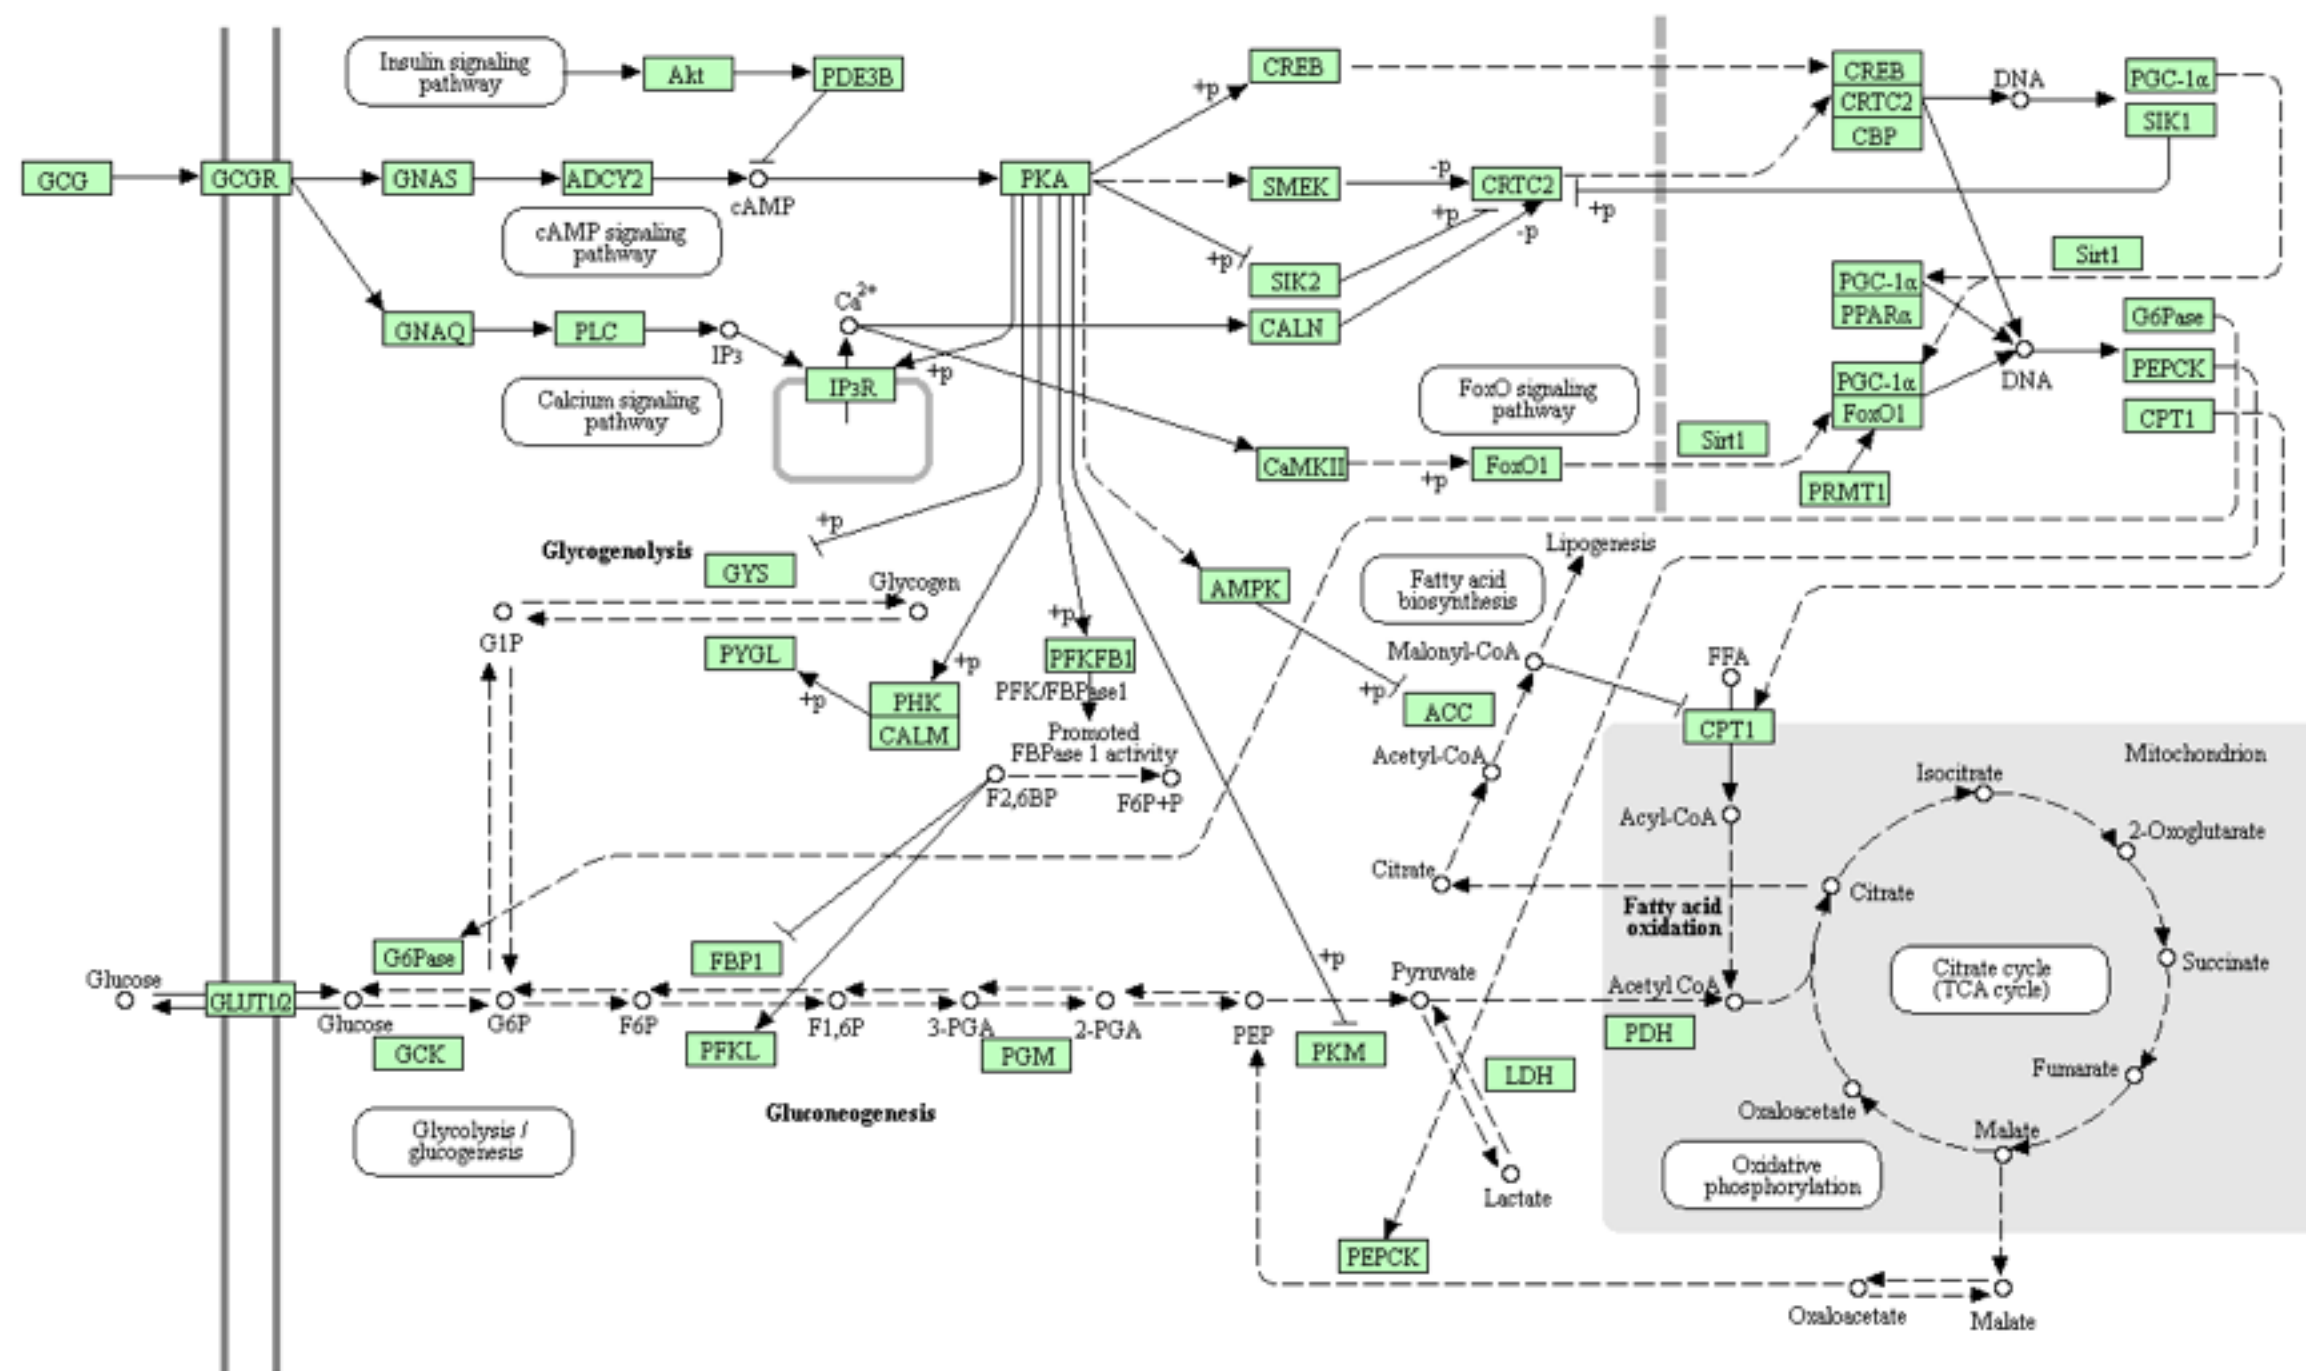 Insulin signaling
pathway
Akt
PDE3B
CREB
CREB
CRTC2
CBP
DNA
PGC-1α
SIK1
GCG
GCGR
GNAS
ADCY2
cAMP
PKA
+p
SMEK
-p
CRTC2
+p
+p
-p
+p
SIK2
cAMP signaling
pathway
Sirt1
Ca2+
GNAQ
PLC
IP3
IP3R
+p
CALN
PGC-1α
PPARα
G6Pase
PEPCK
CPT1
DNA
PGC-1α
FoxO1
Calcium signaling
pathway
FoxO signaling
pathway
Sirt1
CaMKII
+p
FoxO1
PRMT1
Glycogenolysis
+p
GYS
Glycogen
G1P
PYGL
+p
PHK
CALM
+p
+p
PFKFB1
PFK/FBPase1
Promoted
FBPase 1 activity
F2,6BP
F6P+P
AMPK
+p
ACC
Lipogenesis
Fatty acid
biosynthesis
Malonyl-CoA
Acetyl-CoA
Citrate
FFA
CPT1
Mitochondrion
Acyl-CoA
Isocitrate
2-Oxoglutarate
Citrate
Fatty acid
oxidation
Citrate cycle
(TCA cycle)
Succinate
Fumarate
Malate
Oxaloacetate
Oxidative
phosphorylation
Glucose
GLUT1/2
G6Pase
Glucose
GCK
G6P
F6P
FBP1
PFKL
F1,6P
3-PGA
PGM
2-PGA
PEP
+p
PKM
Pyruvate
Acetyl CoA
PDH
LDH
Lactate
Glycolysis /
glucogenesis
Gluconeogenesis
PEPCK
Oxaloacetate
Malate